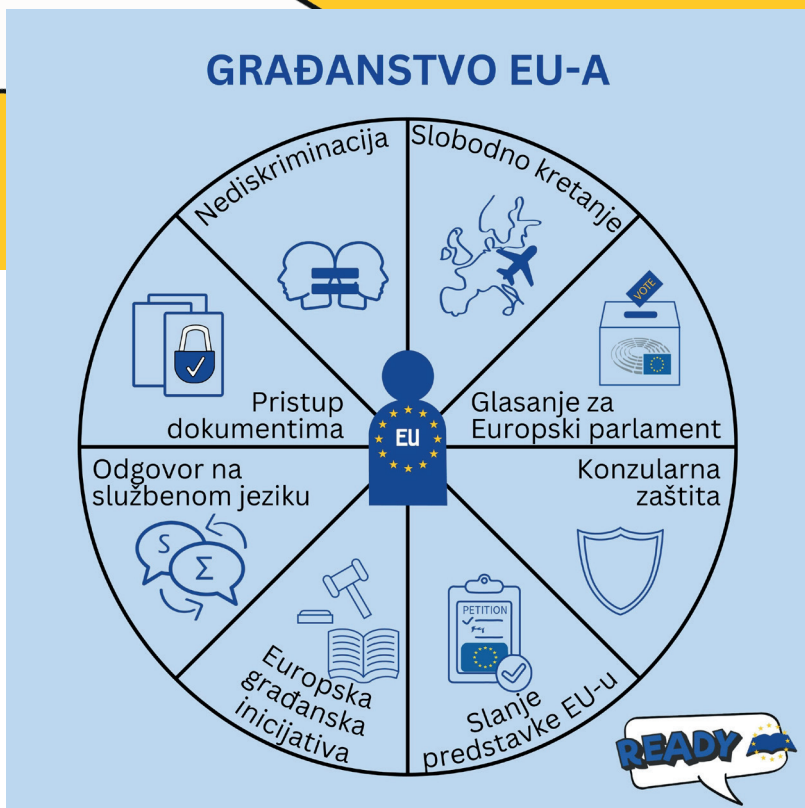 GRAĐANSTVO EU-A
Nediskriminacija
Slobodno kretanje
VOTE
Pristup
dokumentima
EU
Glasanje za
Europski parlament
Odgovor na
službenom jeziku
Konzularna
zaštita
S
Σ
PETITION
Europska
građanska
inicijativa
Slanje
predstavke EU-u
READY